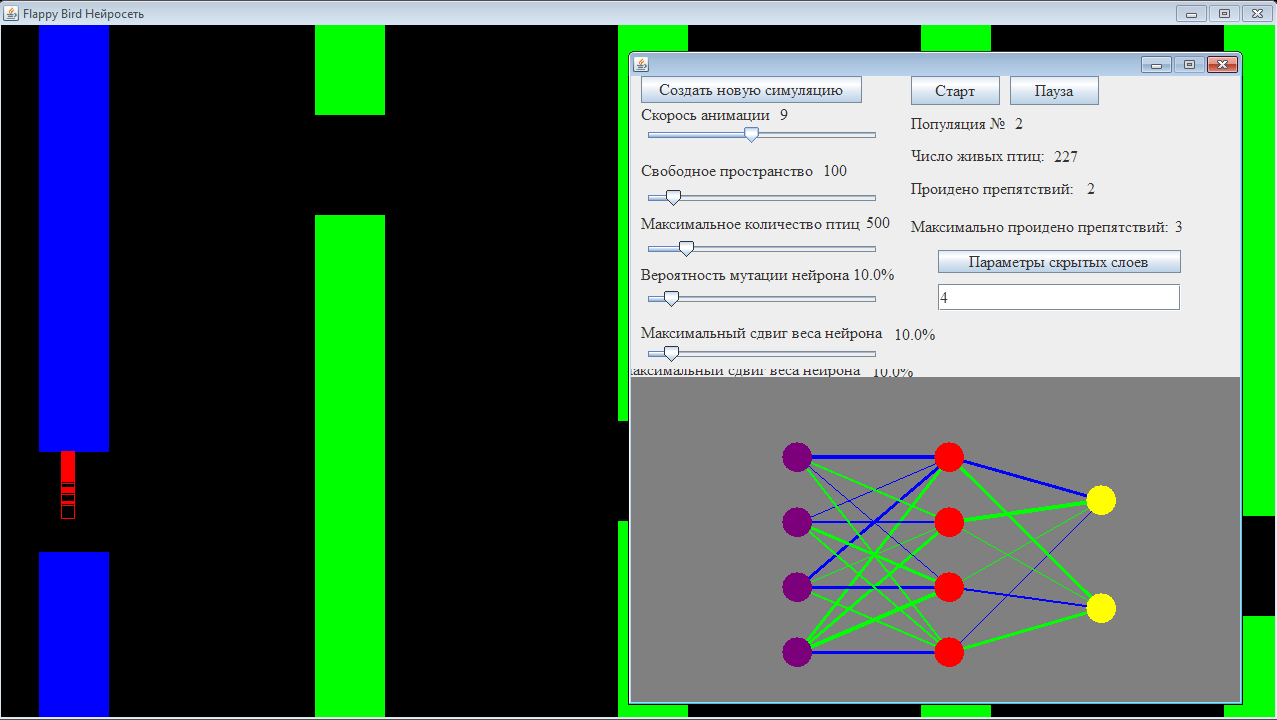 Flappy Bird Нейросеть
Создать новую симуляцию
Старт
Пауза
Скорось анимации 9
Популяция № 2
Число живых птиц: 227
Свободное пространство 100
Проидено препятствий: 2
Максимальное количество птиц 500
Максимально проидено препятствий: 3
Вероятность мутации нейрона 10.0%
Параметры скрытых слоев
4
Максимальный сдвиг веса нейрона 10.0%
аксимальный сдвиг веса нейрона 10.0%